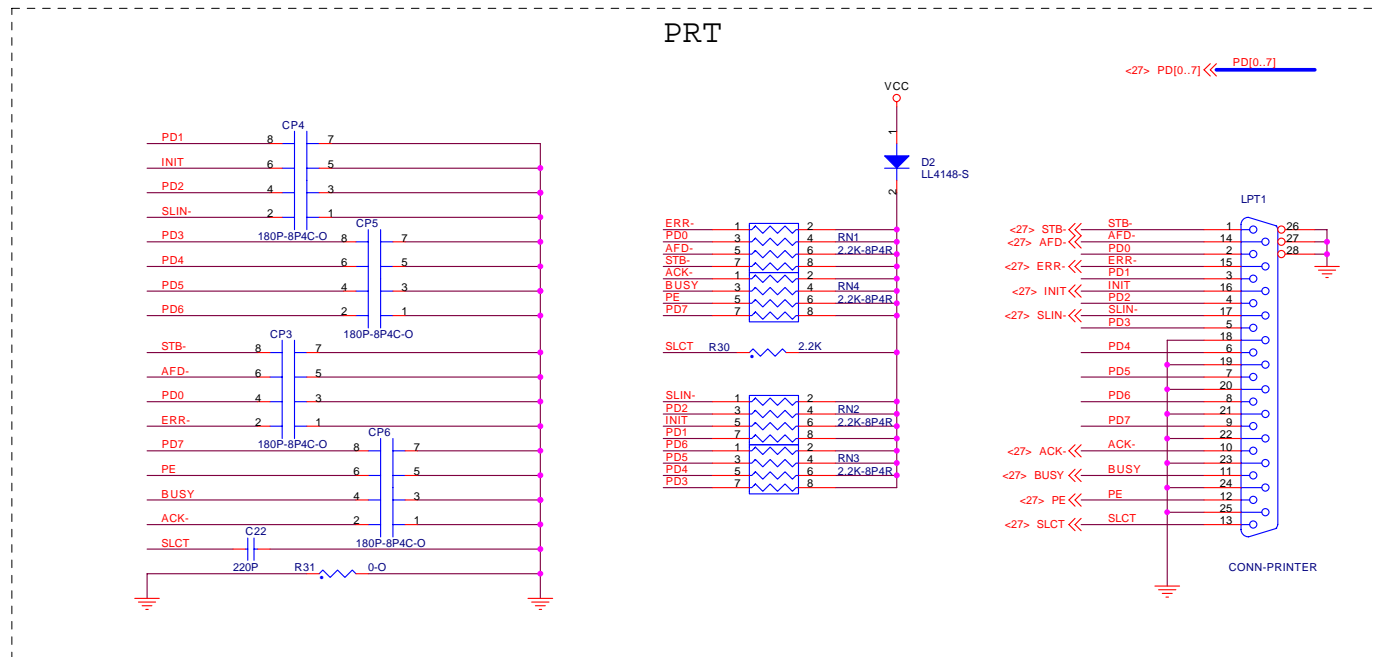 PRT
<27> PD[0..7] PD[0..7]
VCC
1
D2
LL4148-S
2
CP4
PD1 8 7
INIT 6 5
PD2 4 3
SLIN- 2 1
180P-8P4C-O
CP5
PD3 8 7
PD4 6 5
PD5 4 3
PD6 2 1
180P-8P4C-O
CP3
STB- 8 7
AFD- 6 5
PD0 4 3
ERR- 2 1
180P-8P4C-O
CP6
PD7 8 7
PE 6 5
BUSY 4 3
ACK- 2 1
180P-8P4C-O
SLCT C22
220P
R31 0-O
ERR- 1 2
PD0 3 4 RN1
AFD- 5 6 2.2K-8P4R
STB- 7 8
ACK- 1 2
BUSY 3 4 RN4
PE 5 6 2.2K-8P4R
PD7 7 8
SLCT R30 2.2K
SLIN- 1 2
PD2 3 4 RN2
INIT 5 6 2.2K-8P4R
PD1 7 8
PD6 1 2
PD5 3 4 RN3
PD4 5 6 2.2K-8P4R
PD3 7 8
LPT1
<27> STB- STB- 1 26
<27> AFD- AFD- 14 27
PD0 2 28
<27> ERR- ERR- 15
PD1 3
<27> INIT INIT 16
PD2 4
<27> SLIN- SLIN- 17
PD3 5
18
PD4 6
19
PD5 7
20
PD6 8
21
PD7 9
22
<27> ACK- ACK- 10
23
<27> BUSY BUSY 11
24
<27> PE PE 12
25
<27> SLCT SLCT 13
CONN-PRINTER